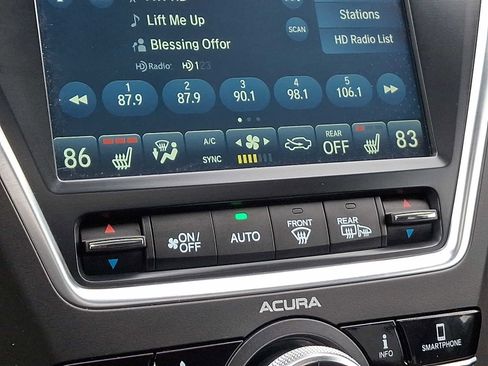 Lift Me Up
Blessing Offor
HD Radio HD 123
SCAN
Stations
HD Radio List
1 2 3 4 5
87.9 87.9 90.1 98.1 106.1
86 A/C SYNC REAR OFF 83
ON/OFF AUTO FRONT REAR
ACURA
i INFO SMARTPHONE